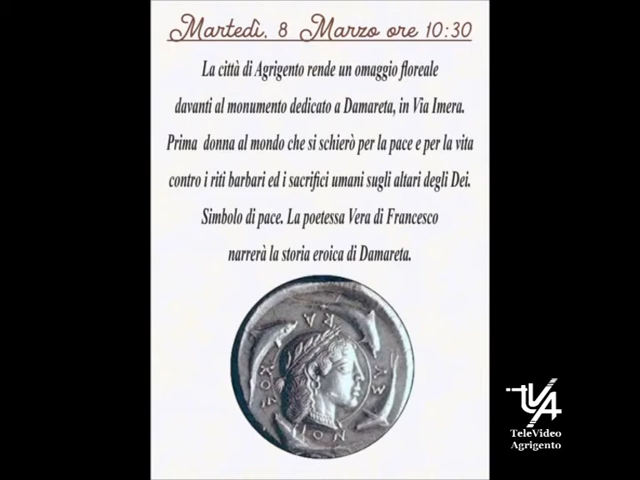 Martedì, 8 Marzo ore 10:30
La città di Agrigento rende un omaggio floreale
davanti al monumento dedicato a Damareta, in Via Imera.
Prima donna al mondo che si schierò per la pace e per la vita
contro i riti barbari ed i sacrifici umani sugli altari degli Dei.
Simbolo di pace. La poetessa Vera di Francesco
narrerà la storia eroica di Damareta.
TVA
TeleVideo
Agrigento